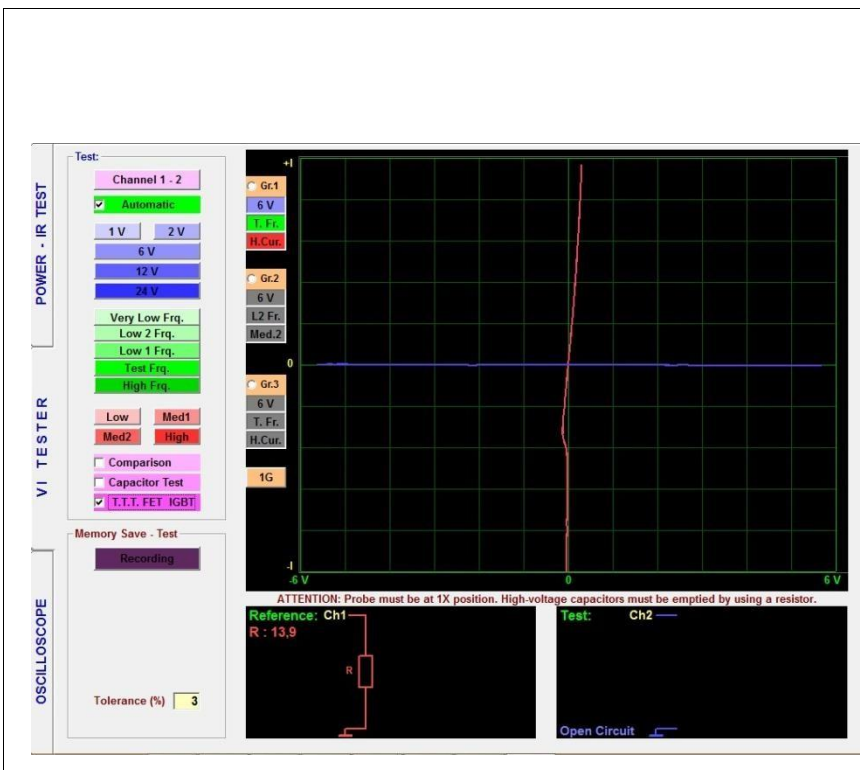 POWER - IR TEST
VI TESTER
OSCILLOSCOPE
Test:
Channel 1 - 2
Automatic
1 V
2 V
6 V
12 V
24 V
Very Low Frq.
Low 2 Frq.
Low 1 Frq.
Test Frq.
High Frq.
Low
Med1
Med2
High
Comparison
Capacitor Test
T.T.T. FET IGBT
Memory Save - Test
Recording
Tolerance (%) 3
Gr.1
6 V
T. Fr.
H.Cur.
Gr.2
6 V
L2 Fr.
Med.2
Gr.3
6 V
T. Fr.
H.Cur.
1G
+I
0
-I
-6 V
0
6 V
ATTENTION: Probe must be at 1X position. High-voltage capacitors must be emptied by using a resistor.
Reference: Ch1
R : 13,9
R
Test: Ch2
Open Circuit